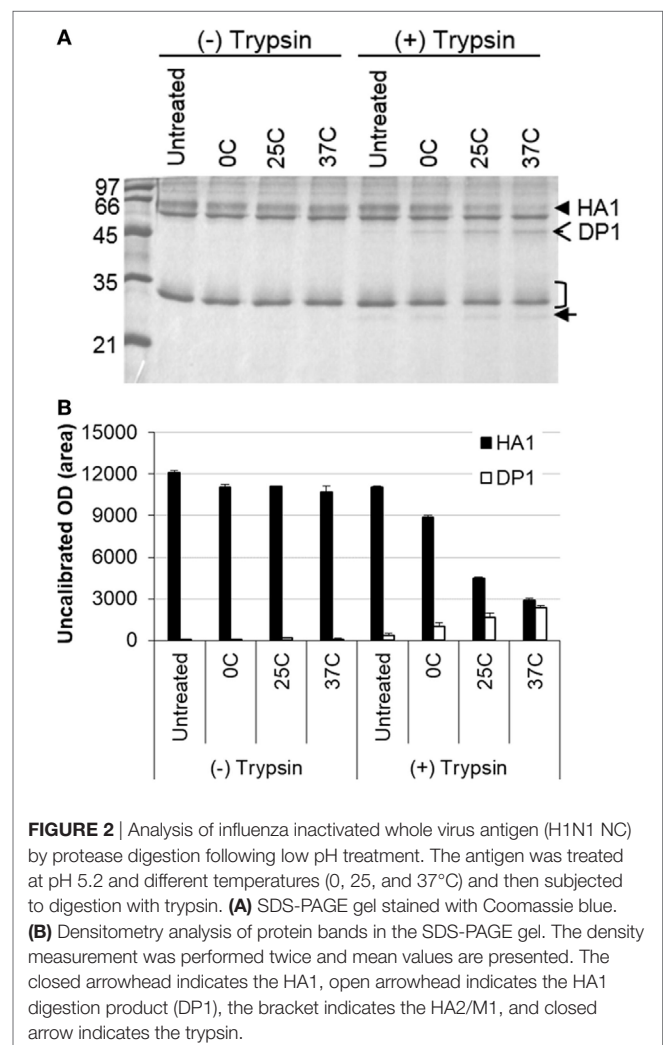 A
(-) Trypsin (+) Trypsin
Untreated 0C 25C 37C Untreated 0C 25C 37C
97
66
45
35
21
HA1
DP1
B
Uncalibrated OD (area)
15000
12000
9000
6000
3000
0
HA1
DP1
Untreated 0C 25C 37C Untreated 0C 25C 37C
(-) Trypsin (+) Trypsin
FIGURE 2 | Analysis of influenza inactivated whole virus antigen (H1N1 NC)
by protease digestion following low pH treatment. The antigen was treated
at pH 5.2 and different temperatures (0, 25, and 37°C) and then subjected
to digestion with trypsin. (A) SDS-PAGE gel stained with Coomassie blue.
(B) Densitometry analysis of protein bands in the SDS-PAGE gel. The density
measurement was performed twice and mean values are presented. The
closed arrowhead indicates the HA1, open arrowhead indicates the HA1
digestion product (DP1), the bracket indicates the HA2/M1, and closed
arrow indicates the trypsin.